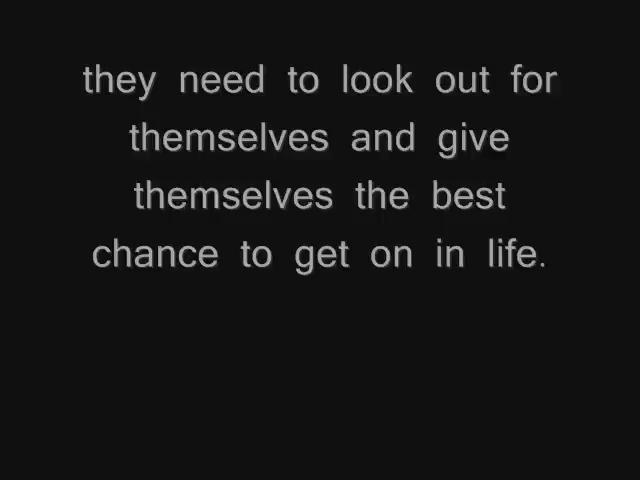 they need to look out for
themselves and give
themselves the best
chance to get on in life.